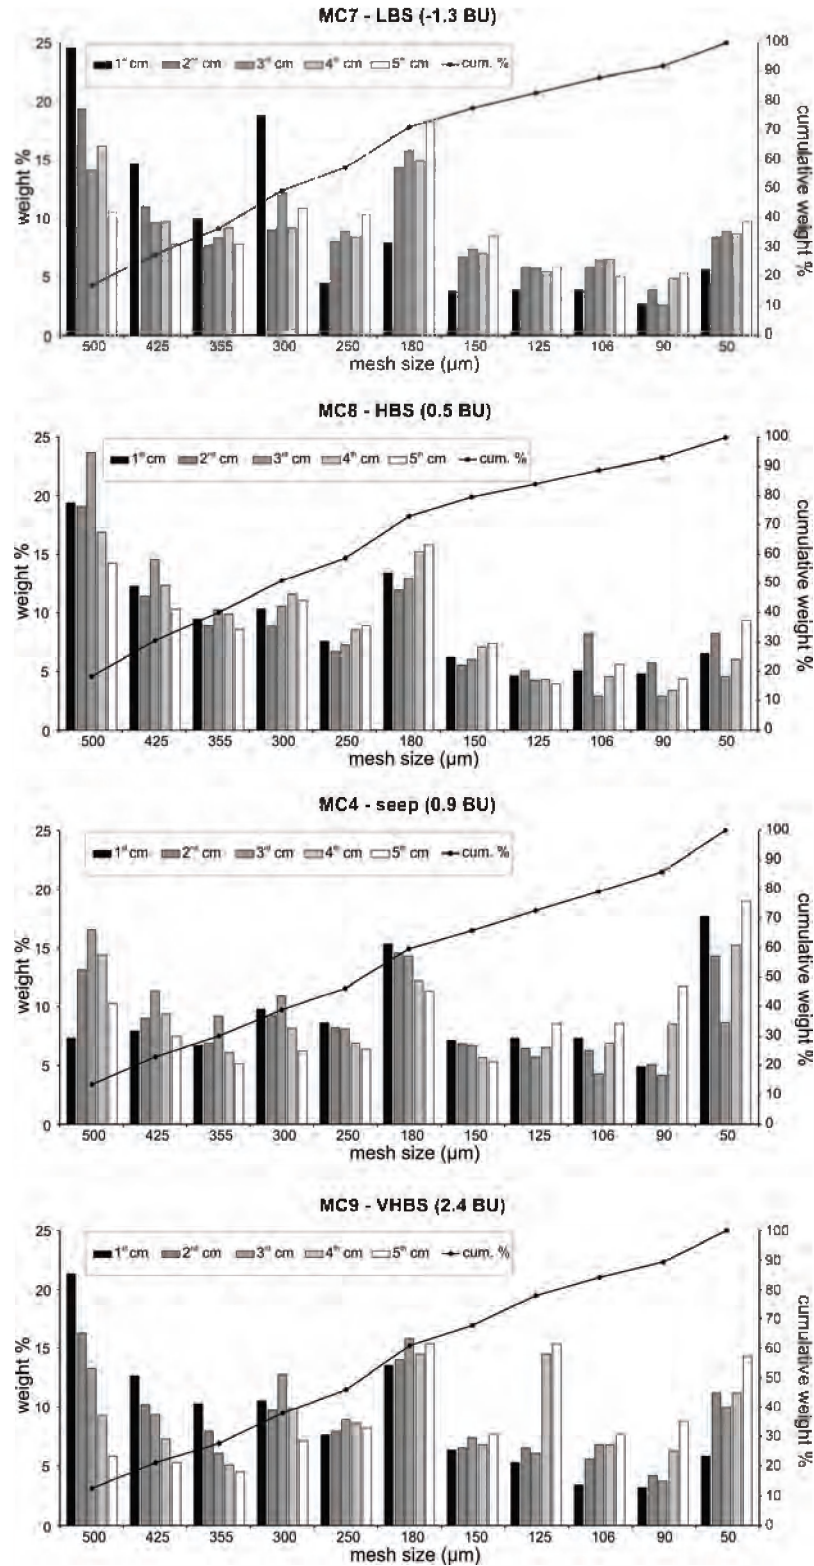 MC7 - LBS (-1.3 BU)
25
20
15
10
5
0
weight %
1st cm 2nd cm 3rd cm 4th cm 5th cm cum. %
100
90
80
70
60
50
40
30
20
10
0
cumulative weight %
500 425 355 300 250 180 150 125 106 90 50
mesh size (µm)
MC8 - HBS (0.5 BU)
25
20
15
10
5
0
weight %
1st cm 2nd cm 3rd cm 4th cm 5th cm cum. %
100
90
80
70
60
50
40
30
20
10
0
cumulative weight %
500 425 355 300 250 180 150 125 106 90 50
mesh size (µm)
MC4 - seep (0.9 BU)
25
20
15
10
5
0
weight %
1st cm 2nd cm 3rd cm 4th cm 5th cm cum. %
100
90
80
70
60
50
40
30
20
10
0
cumulative weight %
500 425 355 300 250 180 150 125 106 90 50
mesh size (µm)
MC9 - VHBS (2.4 BU)
25
20
15
10
5
0
weight %
1st cm 2nd cm 3rd cm 4th cm 5th cm cum. %
100
90
80
70
60
50
40
30
20
10
0
cumulative weight %
500 425 355 300 250 180 150 125 106 90 50
mesh size (µm)